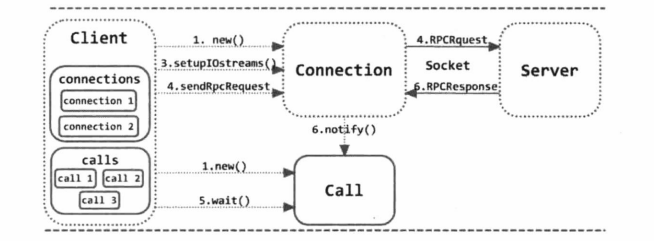 Client
connections
connection 1
connection 2
calls
call 1 call 2
call 3
1. new()
3.setupIOstreams()
4.sendRpcRequest
1.new()
5.wait()
Connection
6.notify()
Call
4.RPCRquest
Socket
6.RPCResponse
Server